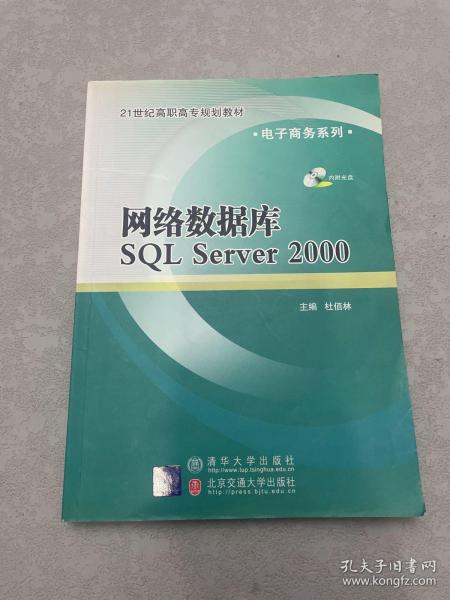 21世纪高职高专规划教材
·电子商务系列·
内附光盘
网络数据库
SQL Server 2000
主编 杜佰林
清华大学出版社
http://www.tup.tsinghua.edu.cn
北京交通大学出版社
http://press.bjtu.edu.cn
孔夫子旧书网
www.kongfz.com